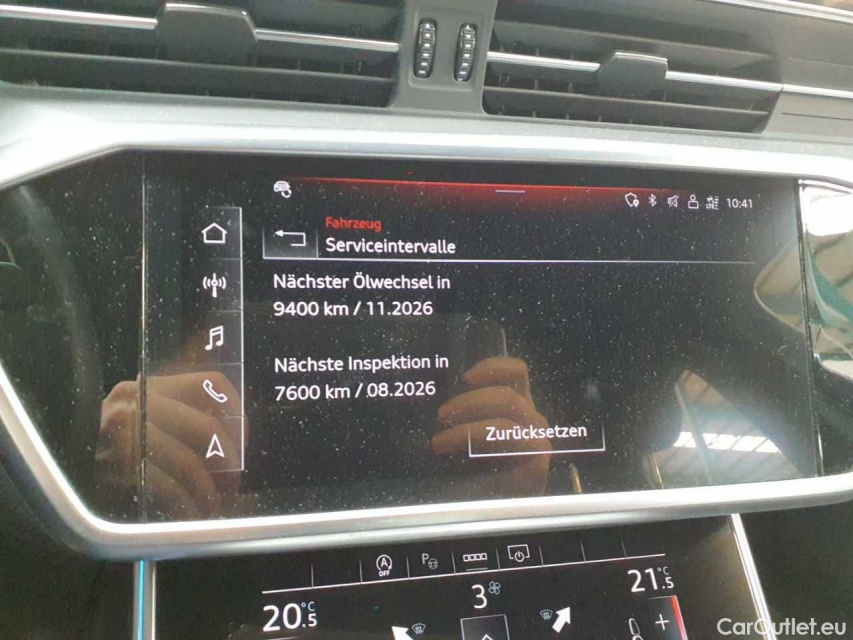 10:41
Fahrzeug
Serviceintervalle
Nächster Ölwechsel in
9400 km / 11.2026
Nächste Inspektion in
7600 km / 08.2026
Zurücksetzen
A
OFF
P
20.5 °C
3
21.5 °C
+
CarOutlet.eu